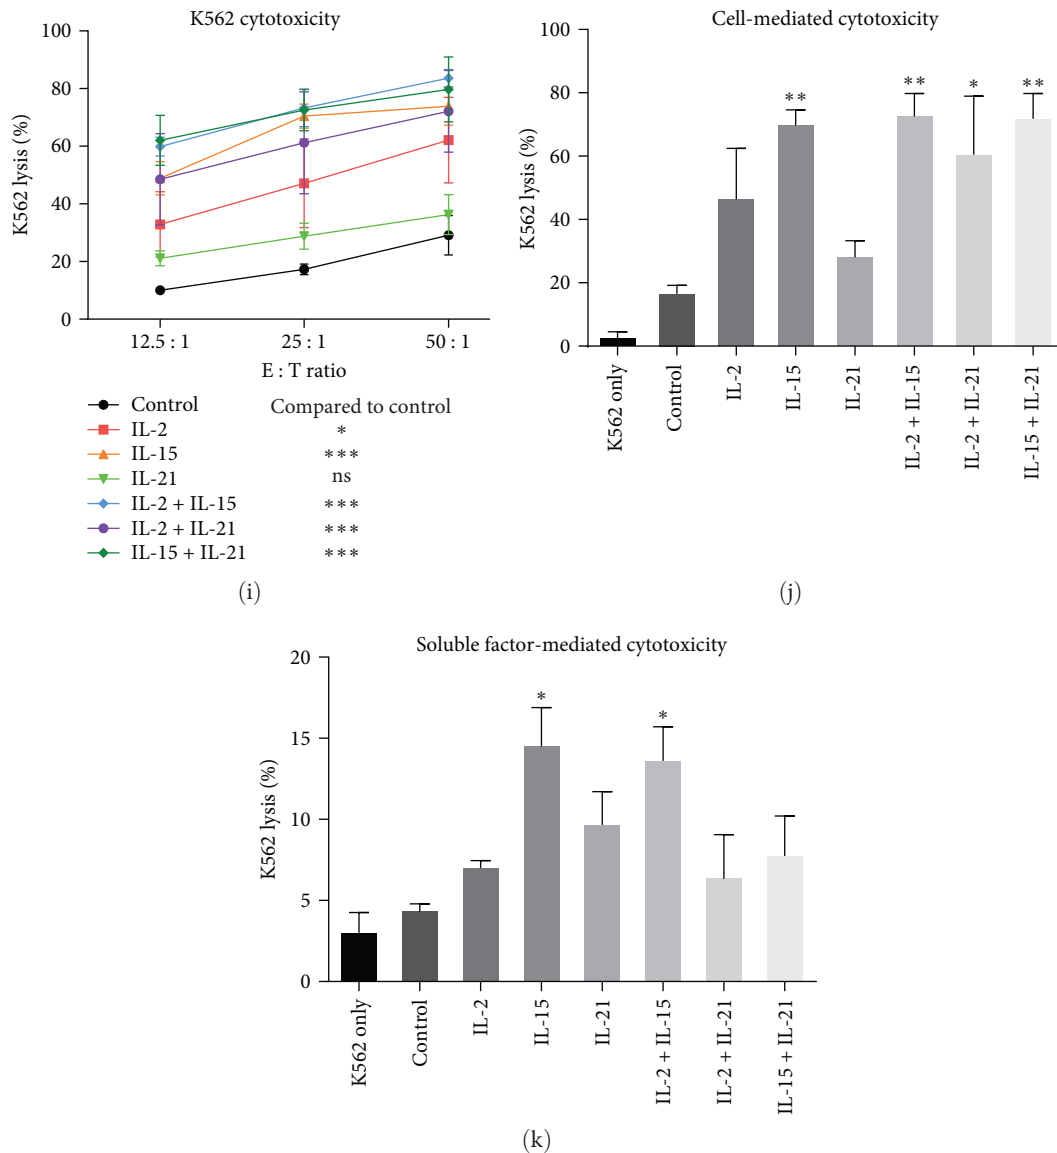 K562 cytotoxicity
K562 lysis (%)
100
80
60
40
20
0
12.5 : 1
25 : 1
50 : 1
E : T ratio
Compared to control
Control
IL-2 *
IL-15 ***
IL-21 ns
IL-2 + IL-15 ***
IL-2 + IL-21 ***
IL-15 + IL-21 ***
(i)
Cell-mediated cytotoxicity
K562 lysis (%)
100
80
60
40
20
0
**
**
*
**
K562 only
Control
IL-2
IL-15
IL-21
IL-2 + IL-15
IL-2 + IL-21
IL-15 + IL-21
(j)
Soluble factor-mediated cytotoxicity
K562 lysis (%)
20
15
10
5
0
*
*
K562 only
Control
IL-2
IL-15
IL-21
IL-2 + IL-15
IL-2 + IL-21
IL-15 + IL-21
(k)